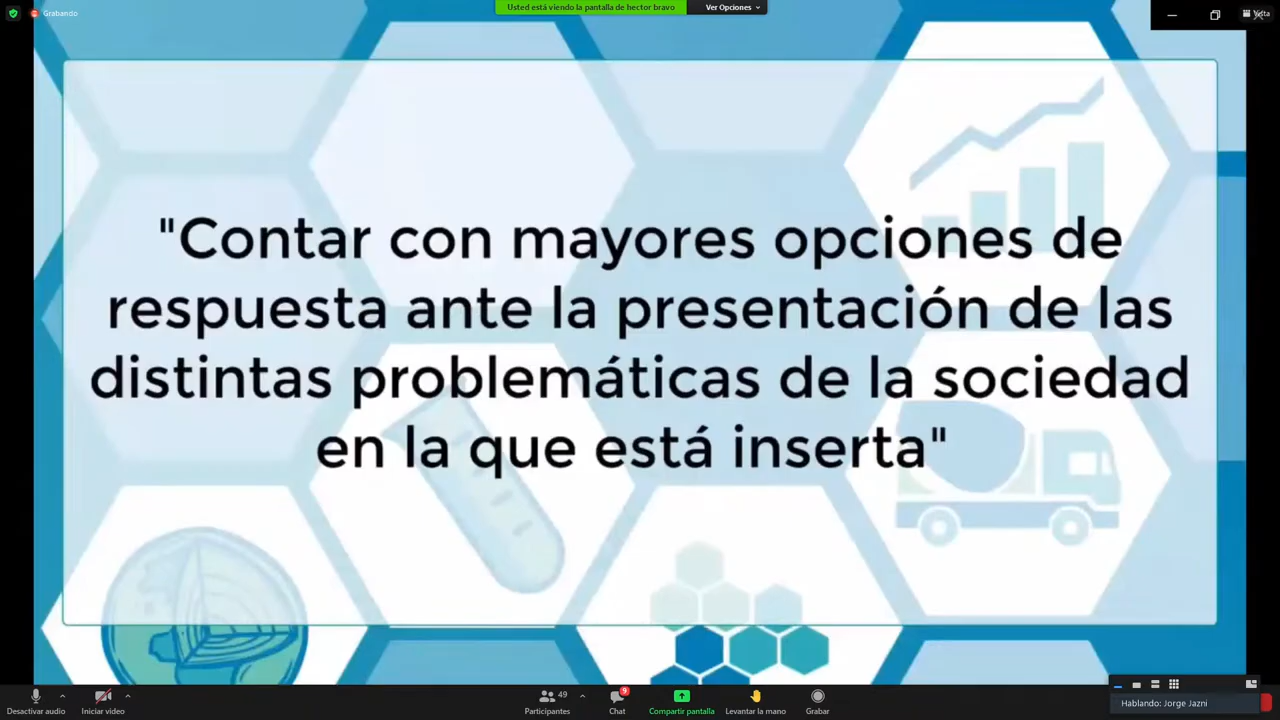 Grabando
Usted está viendo la pantalla de hector bravo
Ver Opciones
Vista
"Contar con mayores opciones de
respuesta ante la presentación de las
distintas problemáticas de la sociedad
en la que está inserta"
Desactivar audio
Iniciar video
Participantes
49
Chat
9
Compartir pantalla
Levantar la mano
Grabar
Hablando: Jorge Jazni